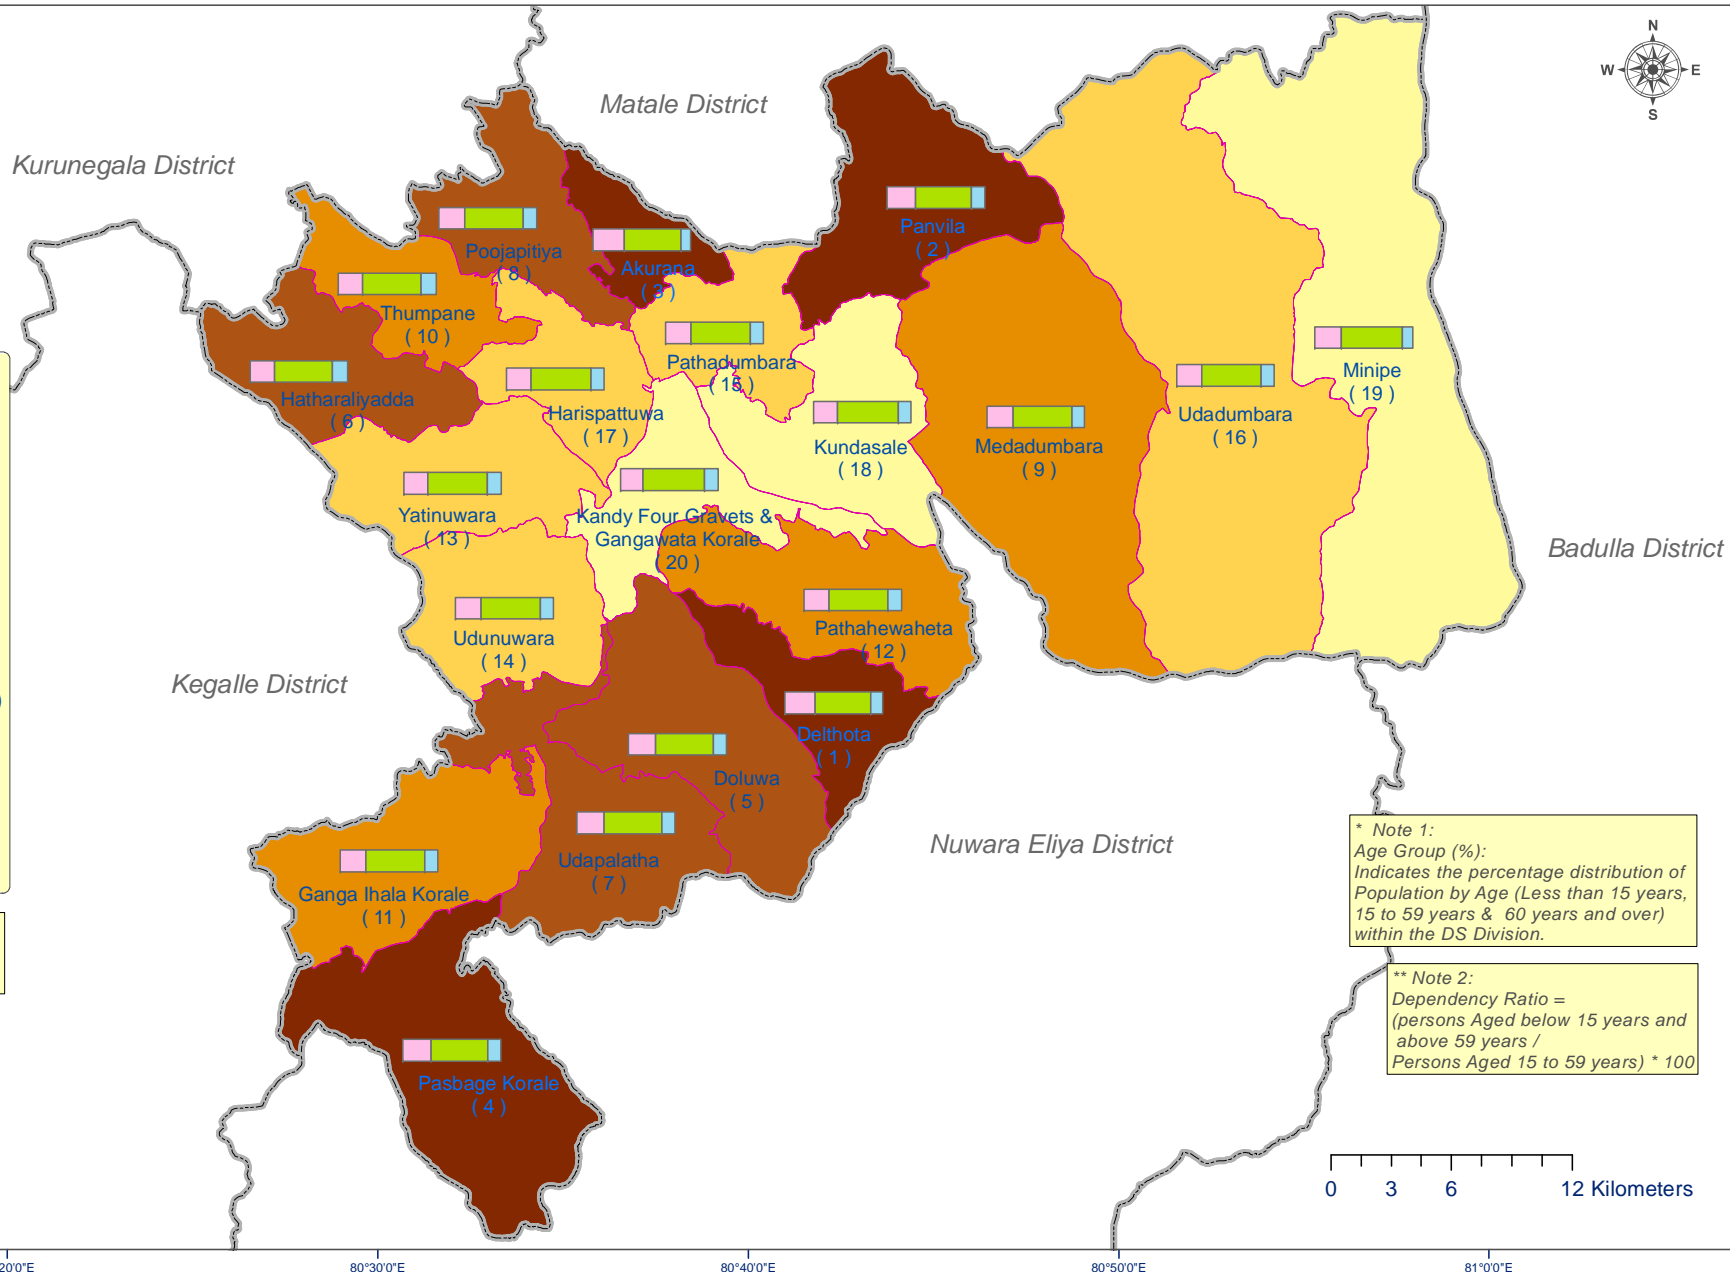 N
W
E
S
Matale District
Kurunegala District
Panvila
( 2 )
Poojapitiya
( 8 )
Akurana
( 3 )
Thumpane
( 10 )
Pathadumbara
( 15 )
Minipe
( 19 )
Hatharaliyadda
( 6 )
Harispattuwa
( 17 )
Udadumbara
( 16 )
Kundasale
( 18 )
Medadumbara
( 9 )
Yatinuwara
( 13 )
Kandy Four Gravets &
Gangawata Korale
( 20 )
Badulla District
Udunuwara
( 14 )
Pathahewaheta
( 12 )
Kegalle District
Delthota
( 1 )
Doluwa
( 5 )
Nuwara Eliya District
Udapalatha
( 7 )
Ganga Ihala Korale
( 11 )
Pasbage Korale
( 4 )
* Note 1:
Age Group (%):
Indicates the percentage distribution of
Population by Age (Less than 15 years,
15 to 59 years & 60 years and over)
within the DS Division.
** Note 2:
Dependency Ratio =
(persons Aged below 15 years and
above 59 years /
Persons Aged 15 to 59 years) * 100
0 3 6 12 Kilometers
20'0"E 80°30'0"E 80°40'0"E 80°50'0"E 81°0'0"E